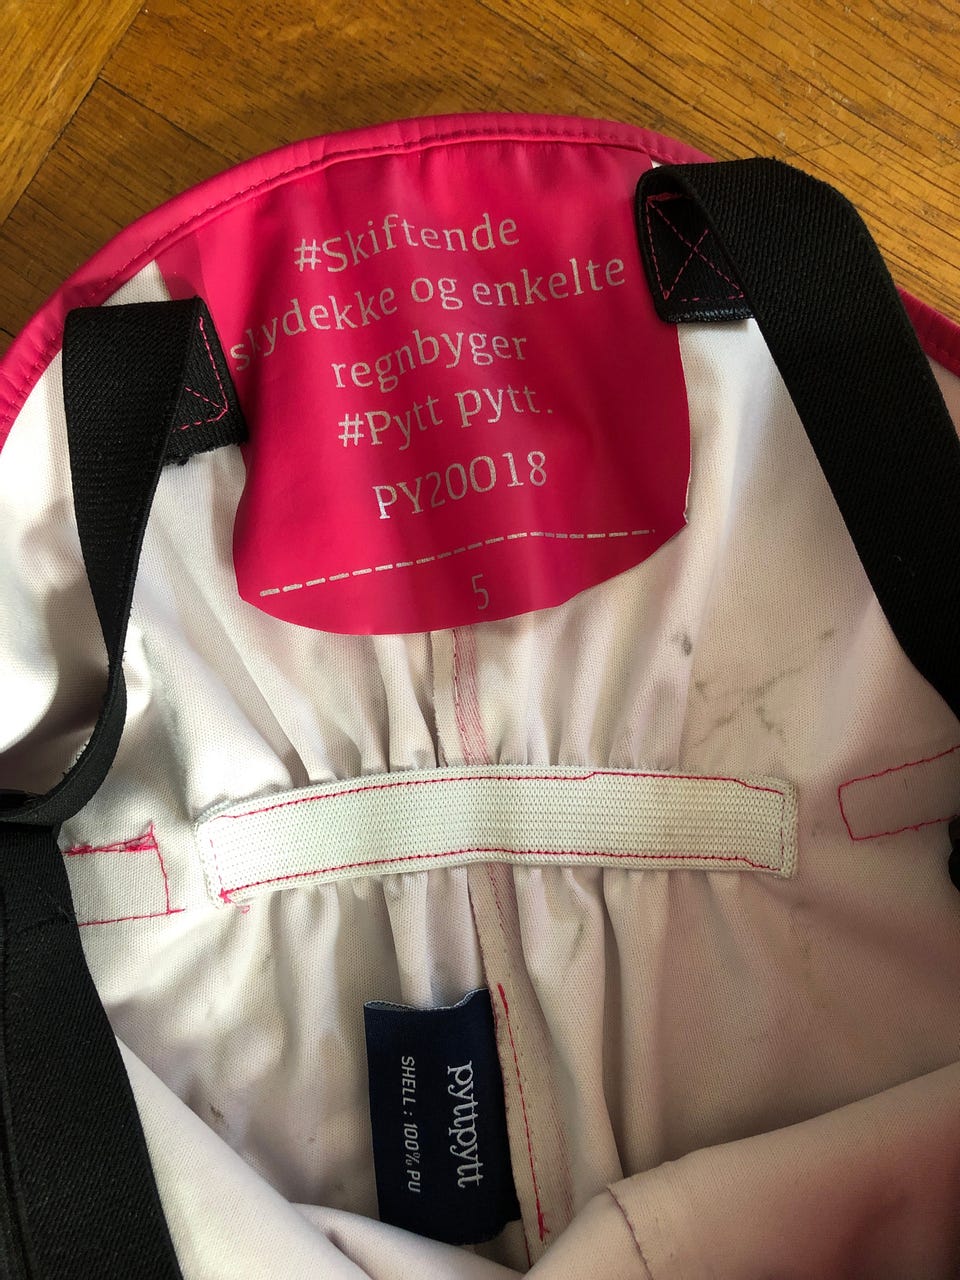 #Skiftende
skydekke og enkelte
regnbyger
#Pytt pytt.
PY20018
5
pyttpytt
SHELL: 100% PU